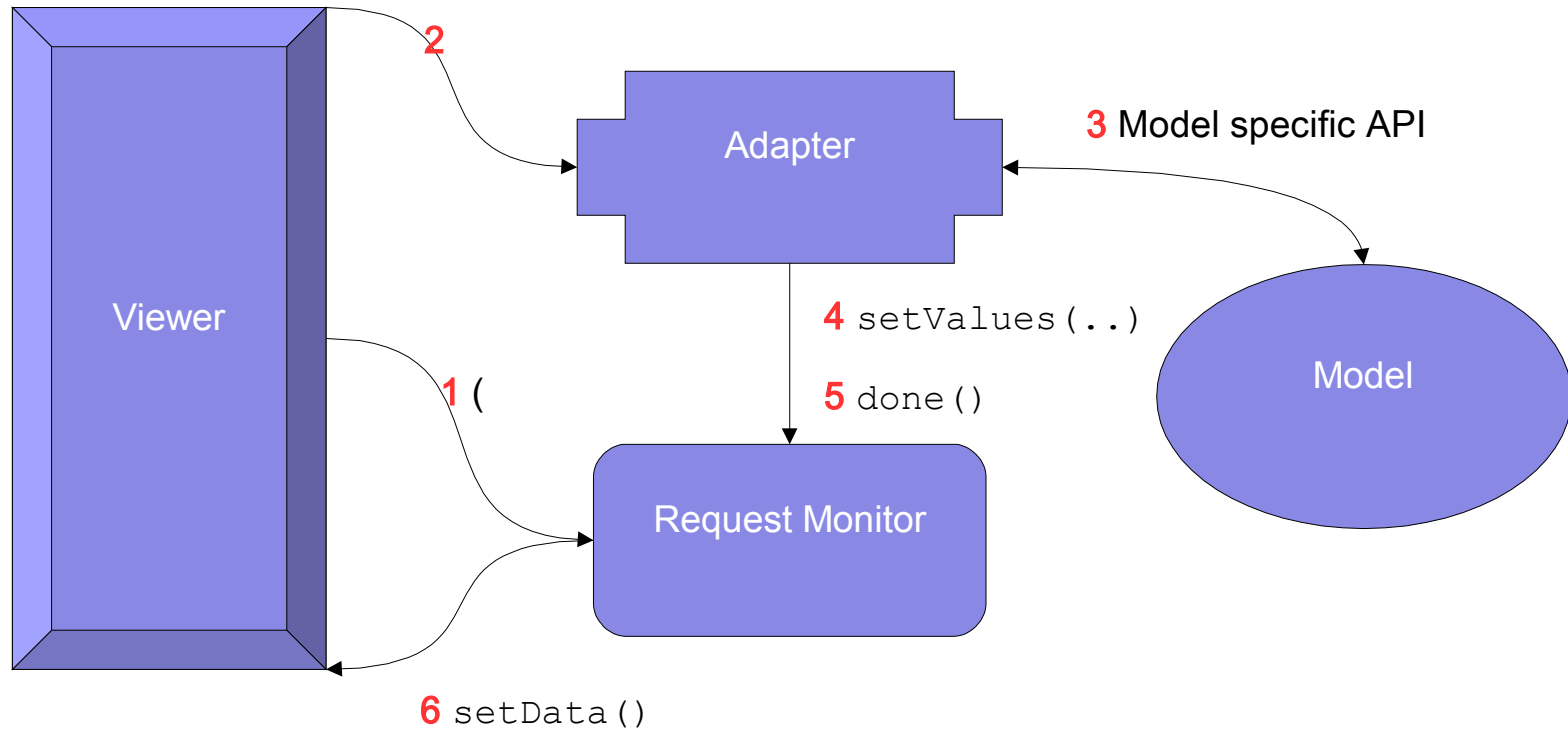 2
Adapter
3 Model specific API
Viewer
4 setValues(..)
Model
1 (
5 done()
Request Monitor
6 setData()